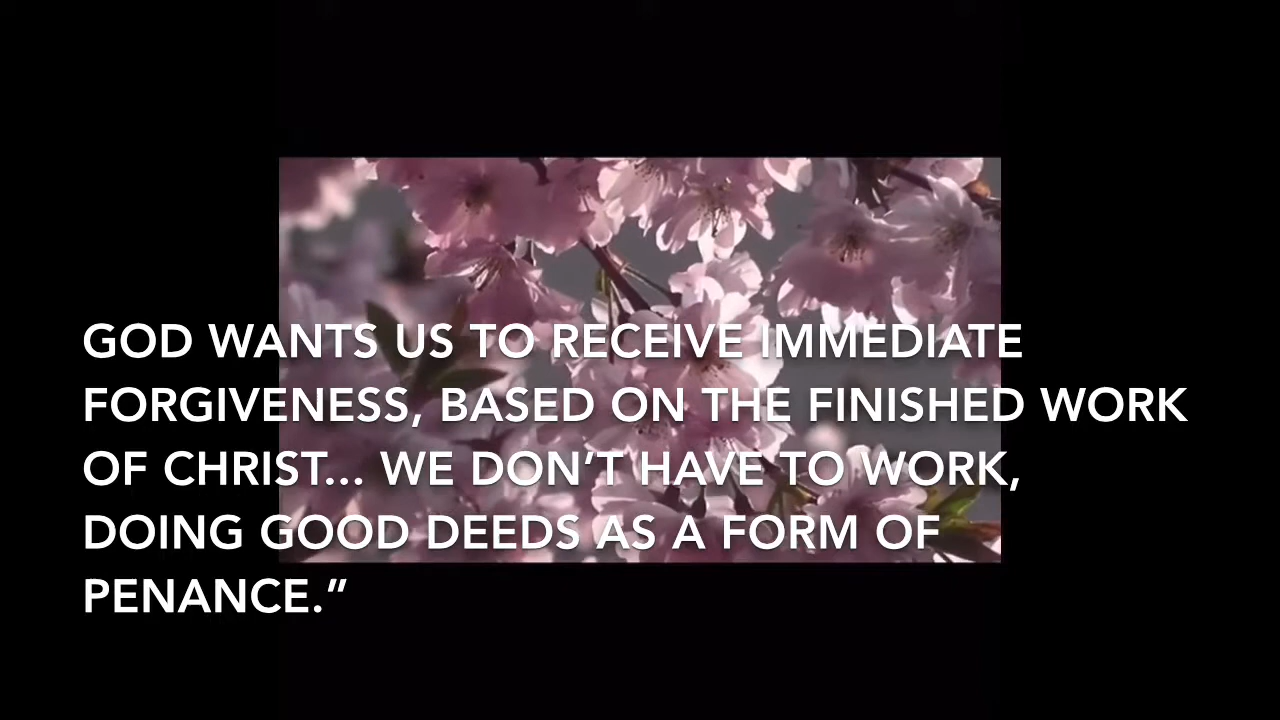 GOD WANTS US TO RECEIVE IMMEDIATE
FORGIVENESS, BASED ON THE FINISHED WORK
OF CHRIST... WE DON’T HAVE TO WORK,
DOING GOOD DEEDS AS A FORM OF
PENANCE.”